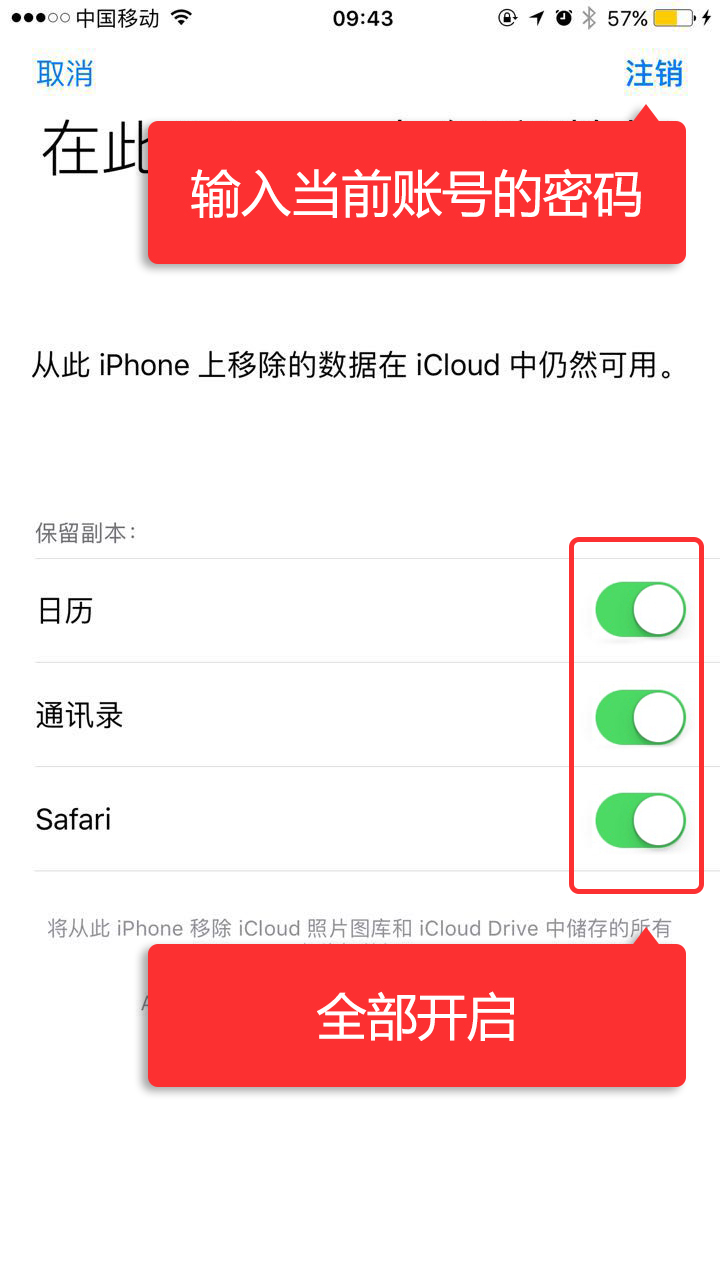 中国移动
09:43
57%
取消
注销
在此
输入当前账号的密码
从此 iPhone 上移除的数据在 iCloud 中仍然可用。
保留副本:
日历
通讯录
Safari
将从此 iPhone 移除 iCloud 照片图库和 iCloud Drive 中储存的所有
全部开启